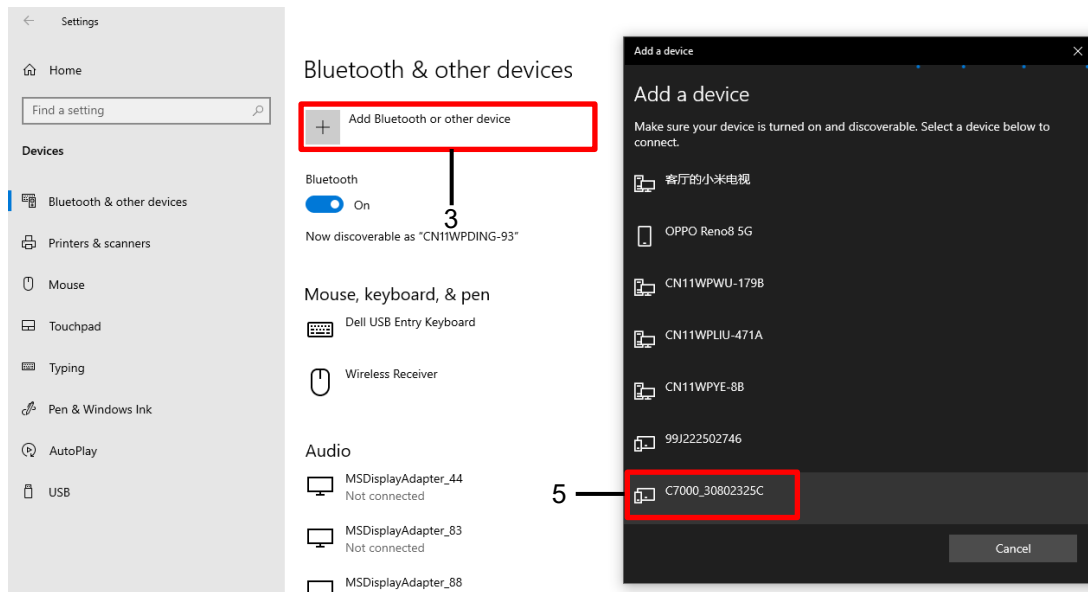 Settings
Home
Find a setting
Devices
Bluetooth & other devices
Printers & scanners
Mouse
Touchpad
Typing
Pen & Windows Ink
AutoPlay
USB
Bluetooth & other devices
Add Bluetooth or other device
3
Bluetooth
On
Now discoverable as "CN11WPDING-93"
Mouse, keyboard, & pen
Dell USB Entry Keyboard
Wireless Receiver
Audio
MSDisplayAdapter_44
Not connected
MSDisplayAdapter_83
Not connected
MSDisplayAdapter_88
Add a device
Add a device
Make sure your device is turned on and discoverable. Select a device below to
connect.
客厅的小米电视
OPPO Reno8 5G
CN11WPWU-179B
CN11WPLIU-471A
CN11WPYE-8B
99J222502746
5
C7000_30802325C
Cancel